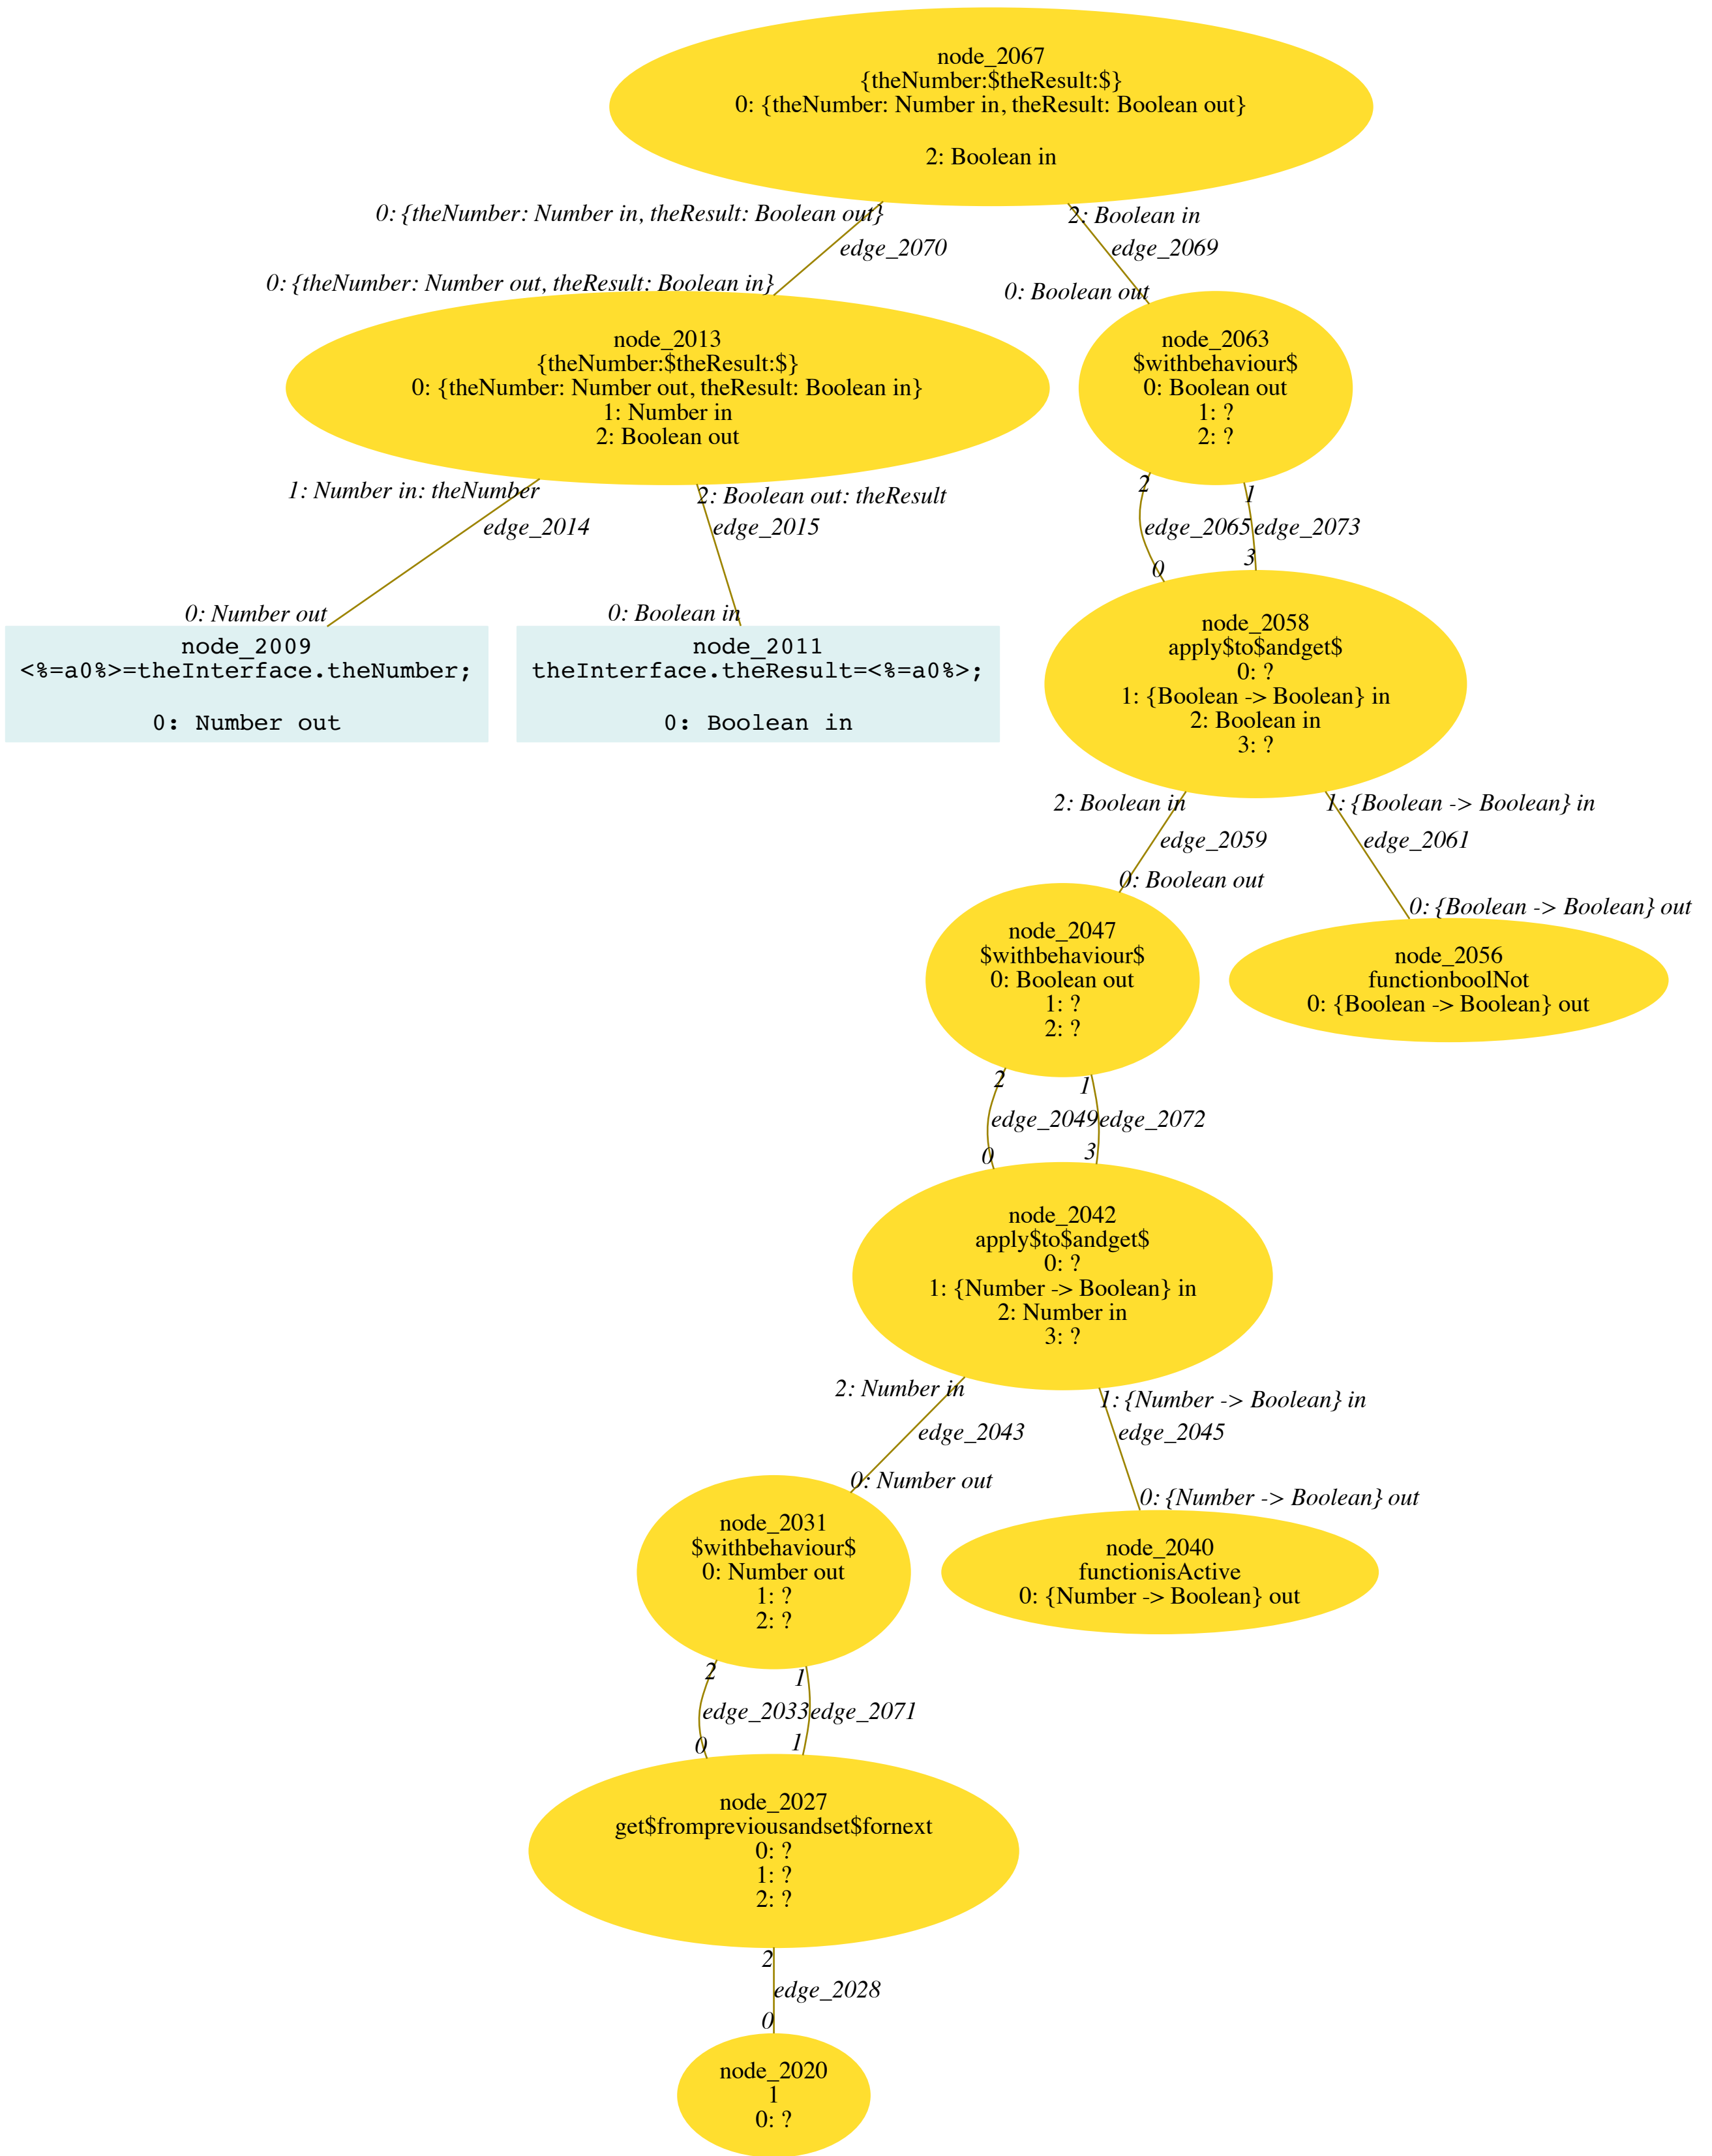 node_2067
{theNumber:$theResult:$}
0: {theNumber: Number in, theResult: Boolean out}
2: Boolean in
0: {theNumber: Number in, theResult: Boolean out}
2: Boolean in
edge_2070
edge_2069
0: {theNumber: Number out, theResult: Boolean in}
0: Boolean out
node_2013
{theNumber:$theResult:$}
0: {theNumber: Number out, theResult: Boolean in}
1: Number in
2: Boolean out
node_2063
$withbehaviour$
0: Boolean out
1: ?
2: ?
1: Number in: theNumber
2: Boolean out: theResult
2
1
edge_2014
edge_2015
edge_2065
edge_2073
0
3
0: Number out
0: Boolean in
node_2009
<%=a0%>=theInterface.theNumber;
0: Number out
node_2011
theInterface.theResult=<%=a0%>;
0: Boolean in
node_2058
apply$to$andget$
0: ?
1: {Boolean -> Boolean} in
2: Boolean in
3: ?
2: Boolean in
1: {Boolean -> Boolean} in
edge_2059
edge_2061
0: Boolean out
0: {Boolean -> Boolean} out
node_2047
$withbehaviour$
0: Boolean out
1: ?
2: ?
node_2056
functionboolNot
0: {Boolean -> Boolean} out
2
1
edge_2049
edge_2072
0
3
node_2042
apply$to$andget$
0: ?
1: {Number -> Boolean} in
2: Number in
3: ?
2: Number in
1: {Number -> Boolean} in
edge_2043
edge_2045
0: Number out
0: {Number -> Boolean} out
node_2031
$withbehaviour$
0: Number out
1: ?
2: ?
node_2040
functionisActive
0: {Number -> Boolean} out
2
1
edge_2033
edge_2071
0
1
node_2027
get$frompreviousandset$fornext
0: ?
1: ?
2: ?
2
edge_2028
0
node_2020
1
0: ?